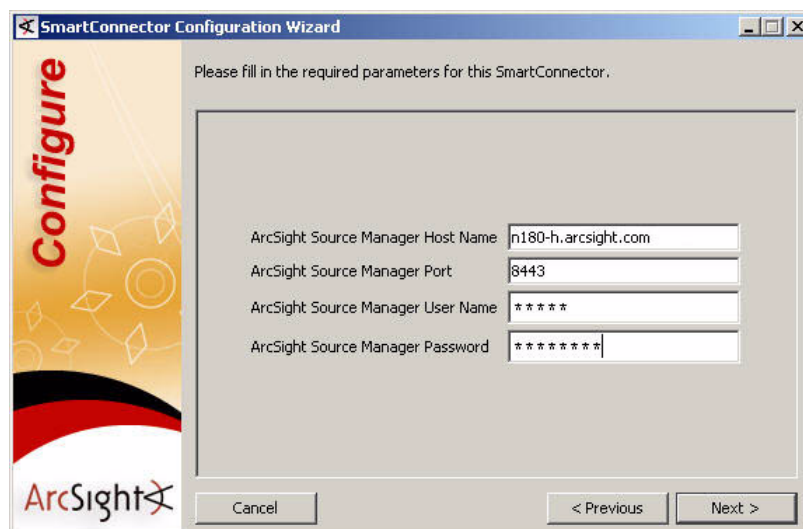 SmartConnector Configuration Wizard
Configure
Please fill in the required parameters for this SmartConnector.
ArcSight Source Manager Host Name n180-h.arcsight.com
ArcSight Source Manager Port 8443
ArcSight Source Manager User Name *****
ArcSight Source Manager Password ********
ArcSight
Cancel < Previous Next >